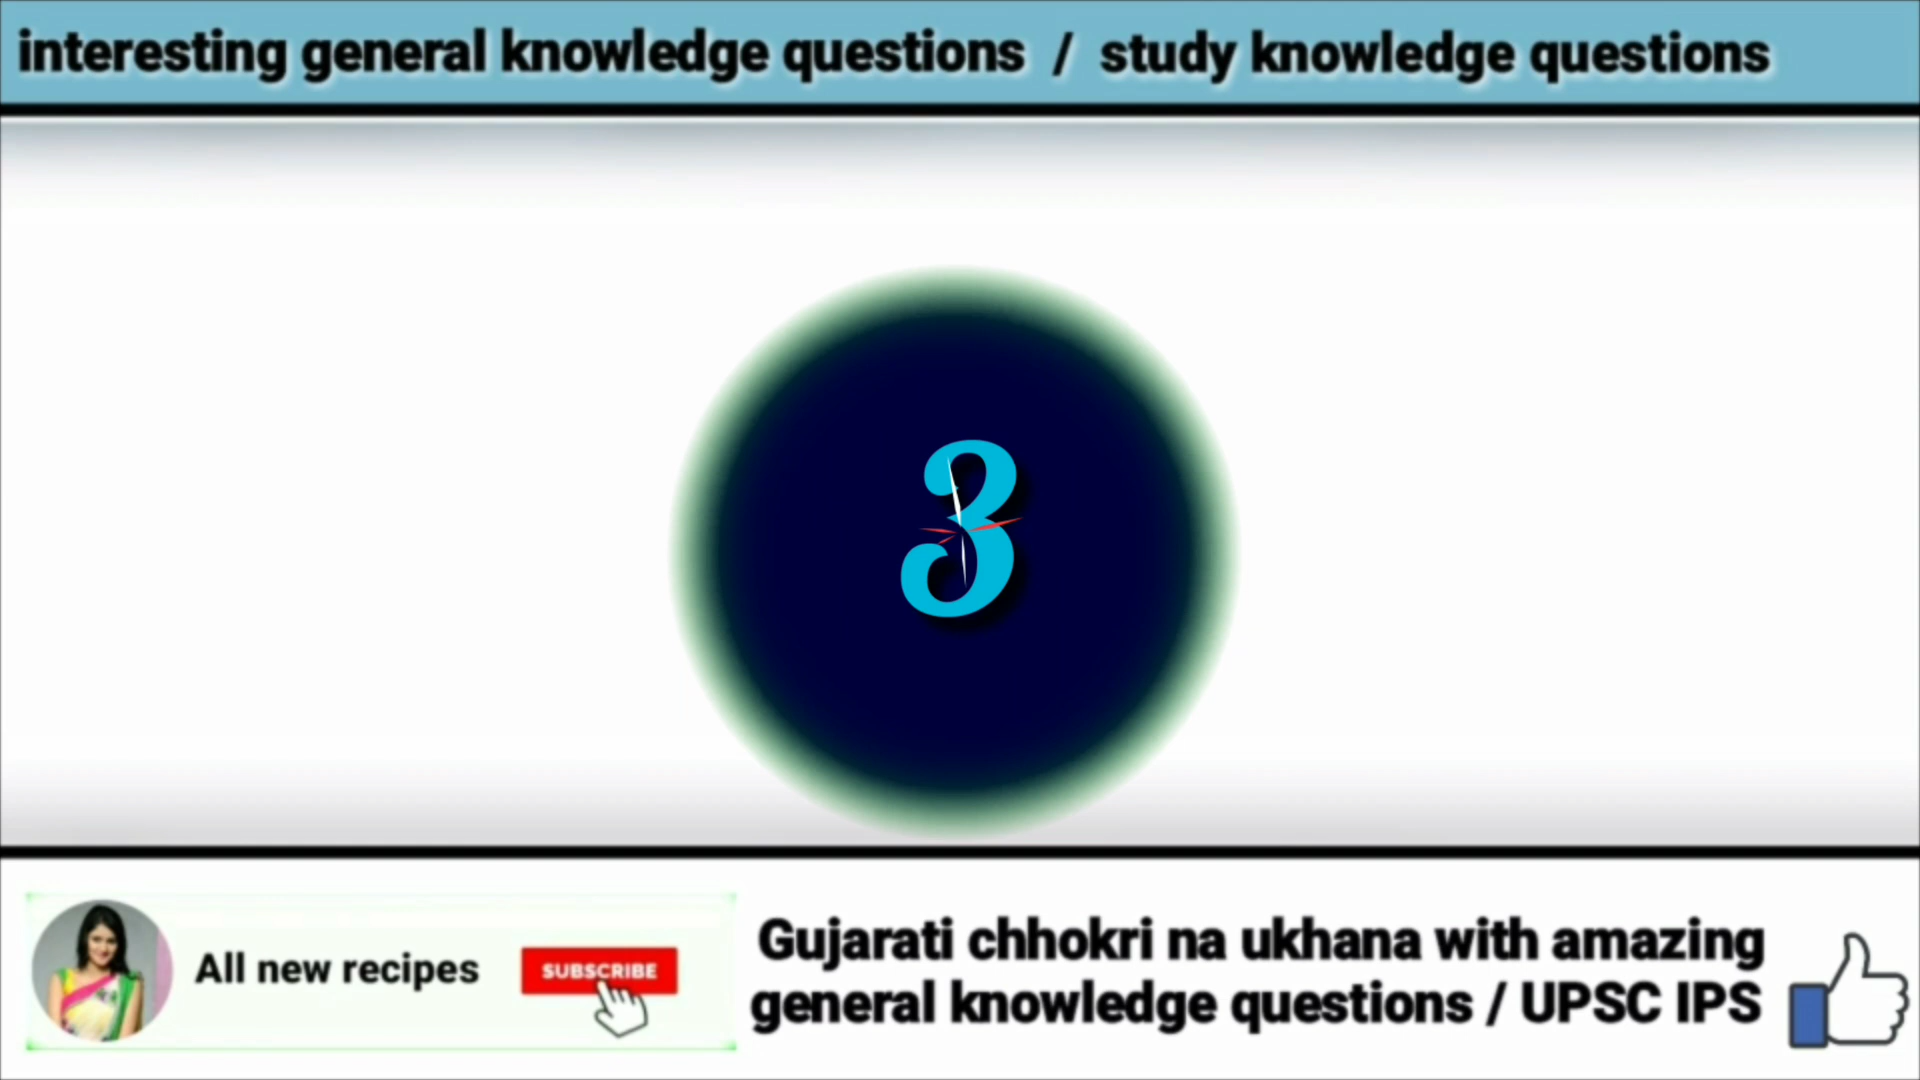 interesting general knowledge questions / study knowledge questions
3
All new recipes
SUBSCRIBE
Gujarati chhokri na ukhana with amazing
general knowledge questions / UPSC IPS